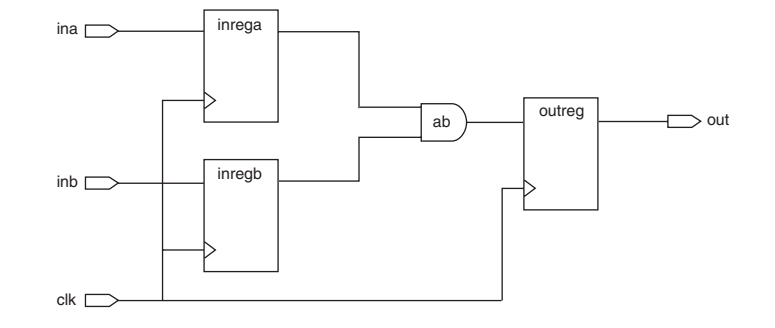 ina
inrega
ab
outreg
out
inb
inregb
clk